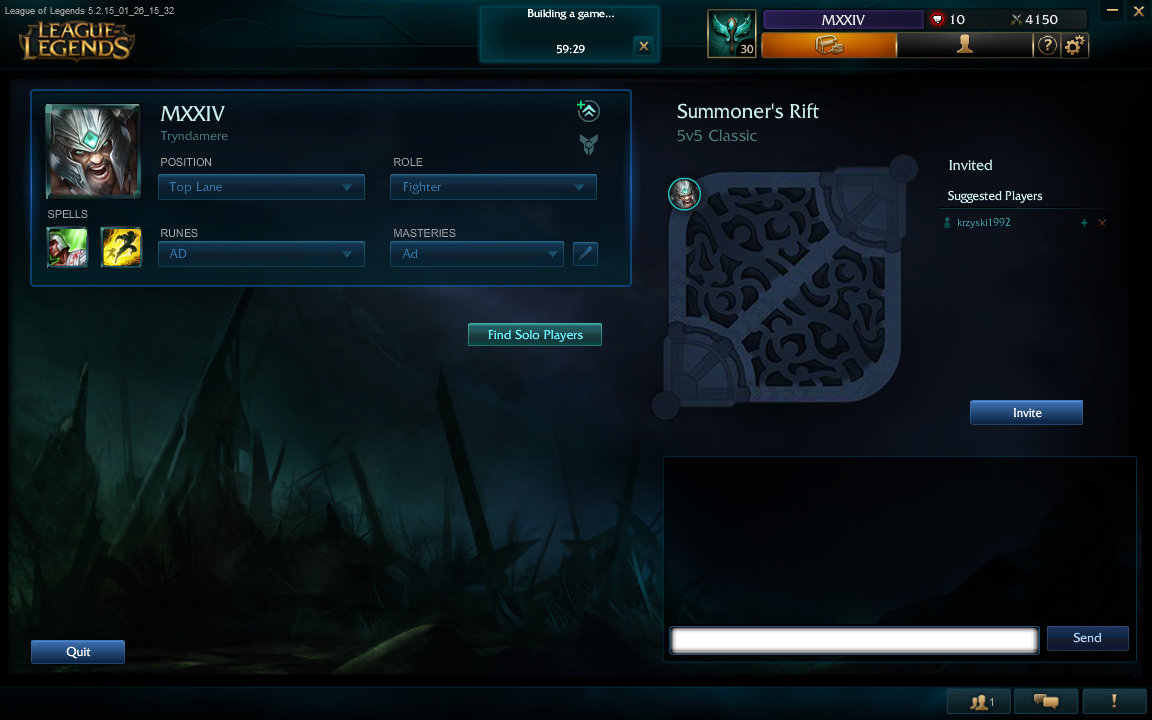 League of Legends 5.2.15_01_26_15_32
LEAGUE OF LEGENDS
Building a game...
59:29
30
MXXIV
10
4150
?
MXXIV
Tryndamere
POSITION
Top Lane
ROLE
Fighter
SPELLS
RUNES
AD
MASTERIES
Ad
Find Solo Players
Summoner's Rift
5v5 Classic
Invited
Suggested Players
krzyski1992
Invite
Send
Quit
1
!